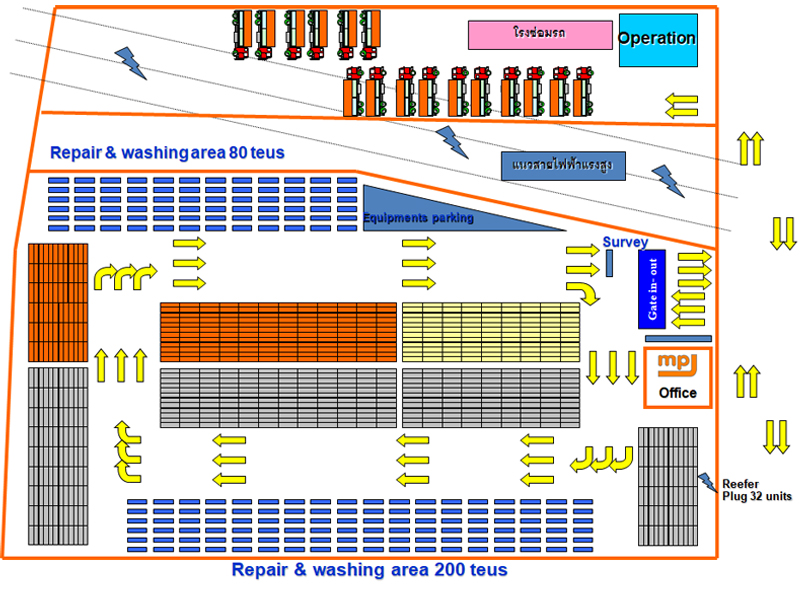 โรงซ่อมรถ
Operation
Repair & washing area 80 teus
แนวสายไฟฟ้าแรงสูง
Equipments parking
Survey
Gate in- out
mpj
Office
Reefer
Plug 32 units
Repair & washing area 200 teus